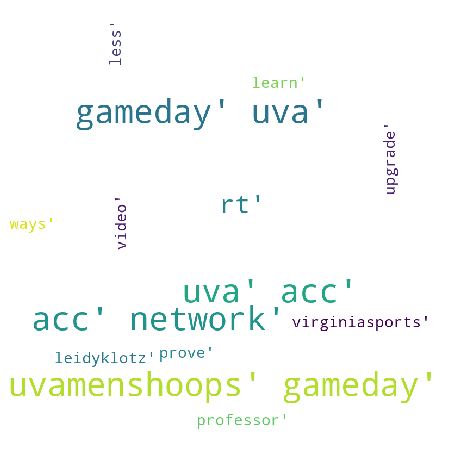 less'
learn'
gameday' uva'
upgrade'
rt'
ways'
video'
uva' acc'
acc' network'
virginiasports'
leidyklotz'
prove'
uvamenshoops' gameday'
professor'